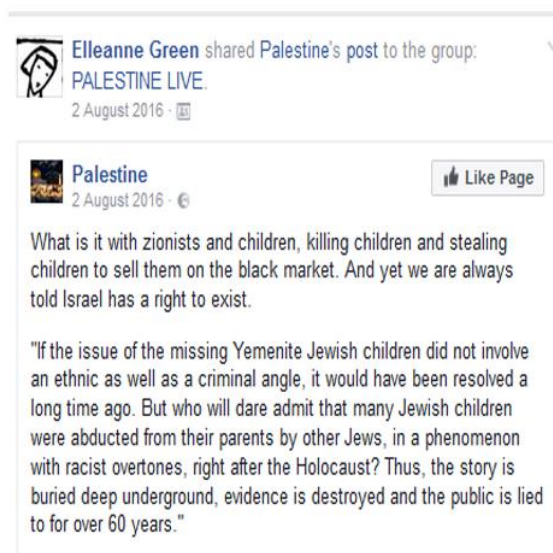 Elleanne Green shared Palestine's post to the group:
PALESTINE LIVE.
2 August 2016 ·
Palestine
2 August 2016 ·
Like Page
What is it with zionists and children, killing children and stealing
children to sell them on the black market. And yet we are always
told Israel has a right to exist.
"If the issue of the missing Yemenite Jewish children did not involve
an ethnic as well as a criminal angle, it would have been resolved a
long time ago. But who will dare admit that many Jewish children
were abducted from their parents by other Jews, in a phenomenon
with racist overtones, right after the Holocaust? Thus, the story is
buried deep underground, evidence is destroyed and the public is lied
to for over 60 years."